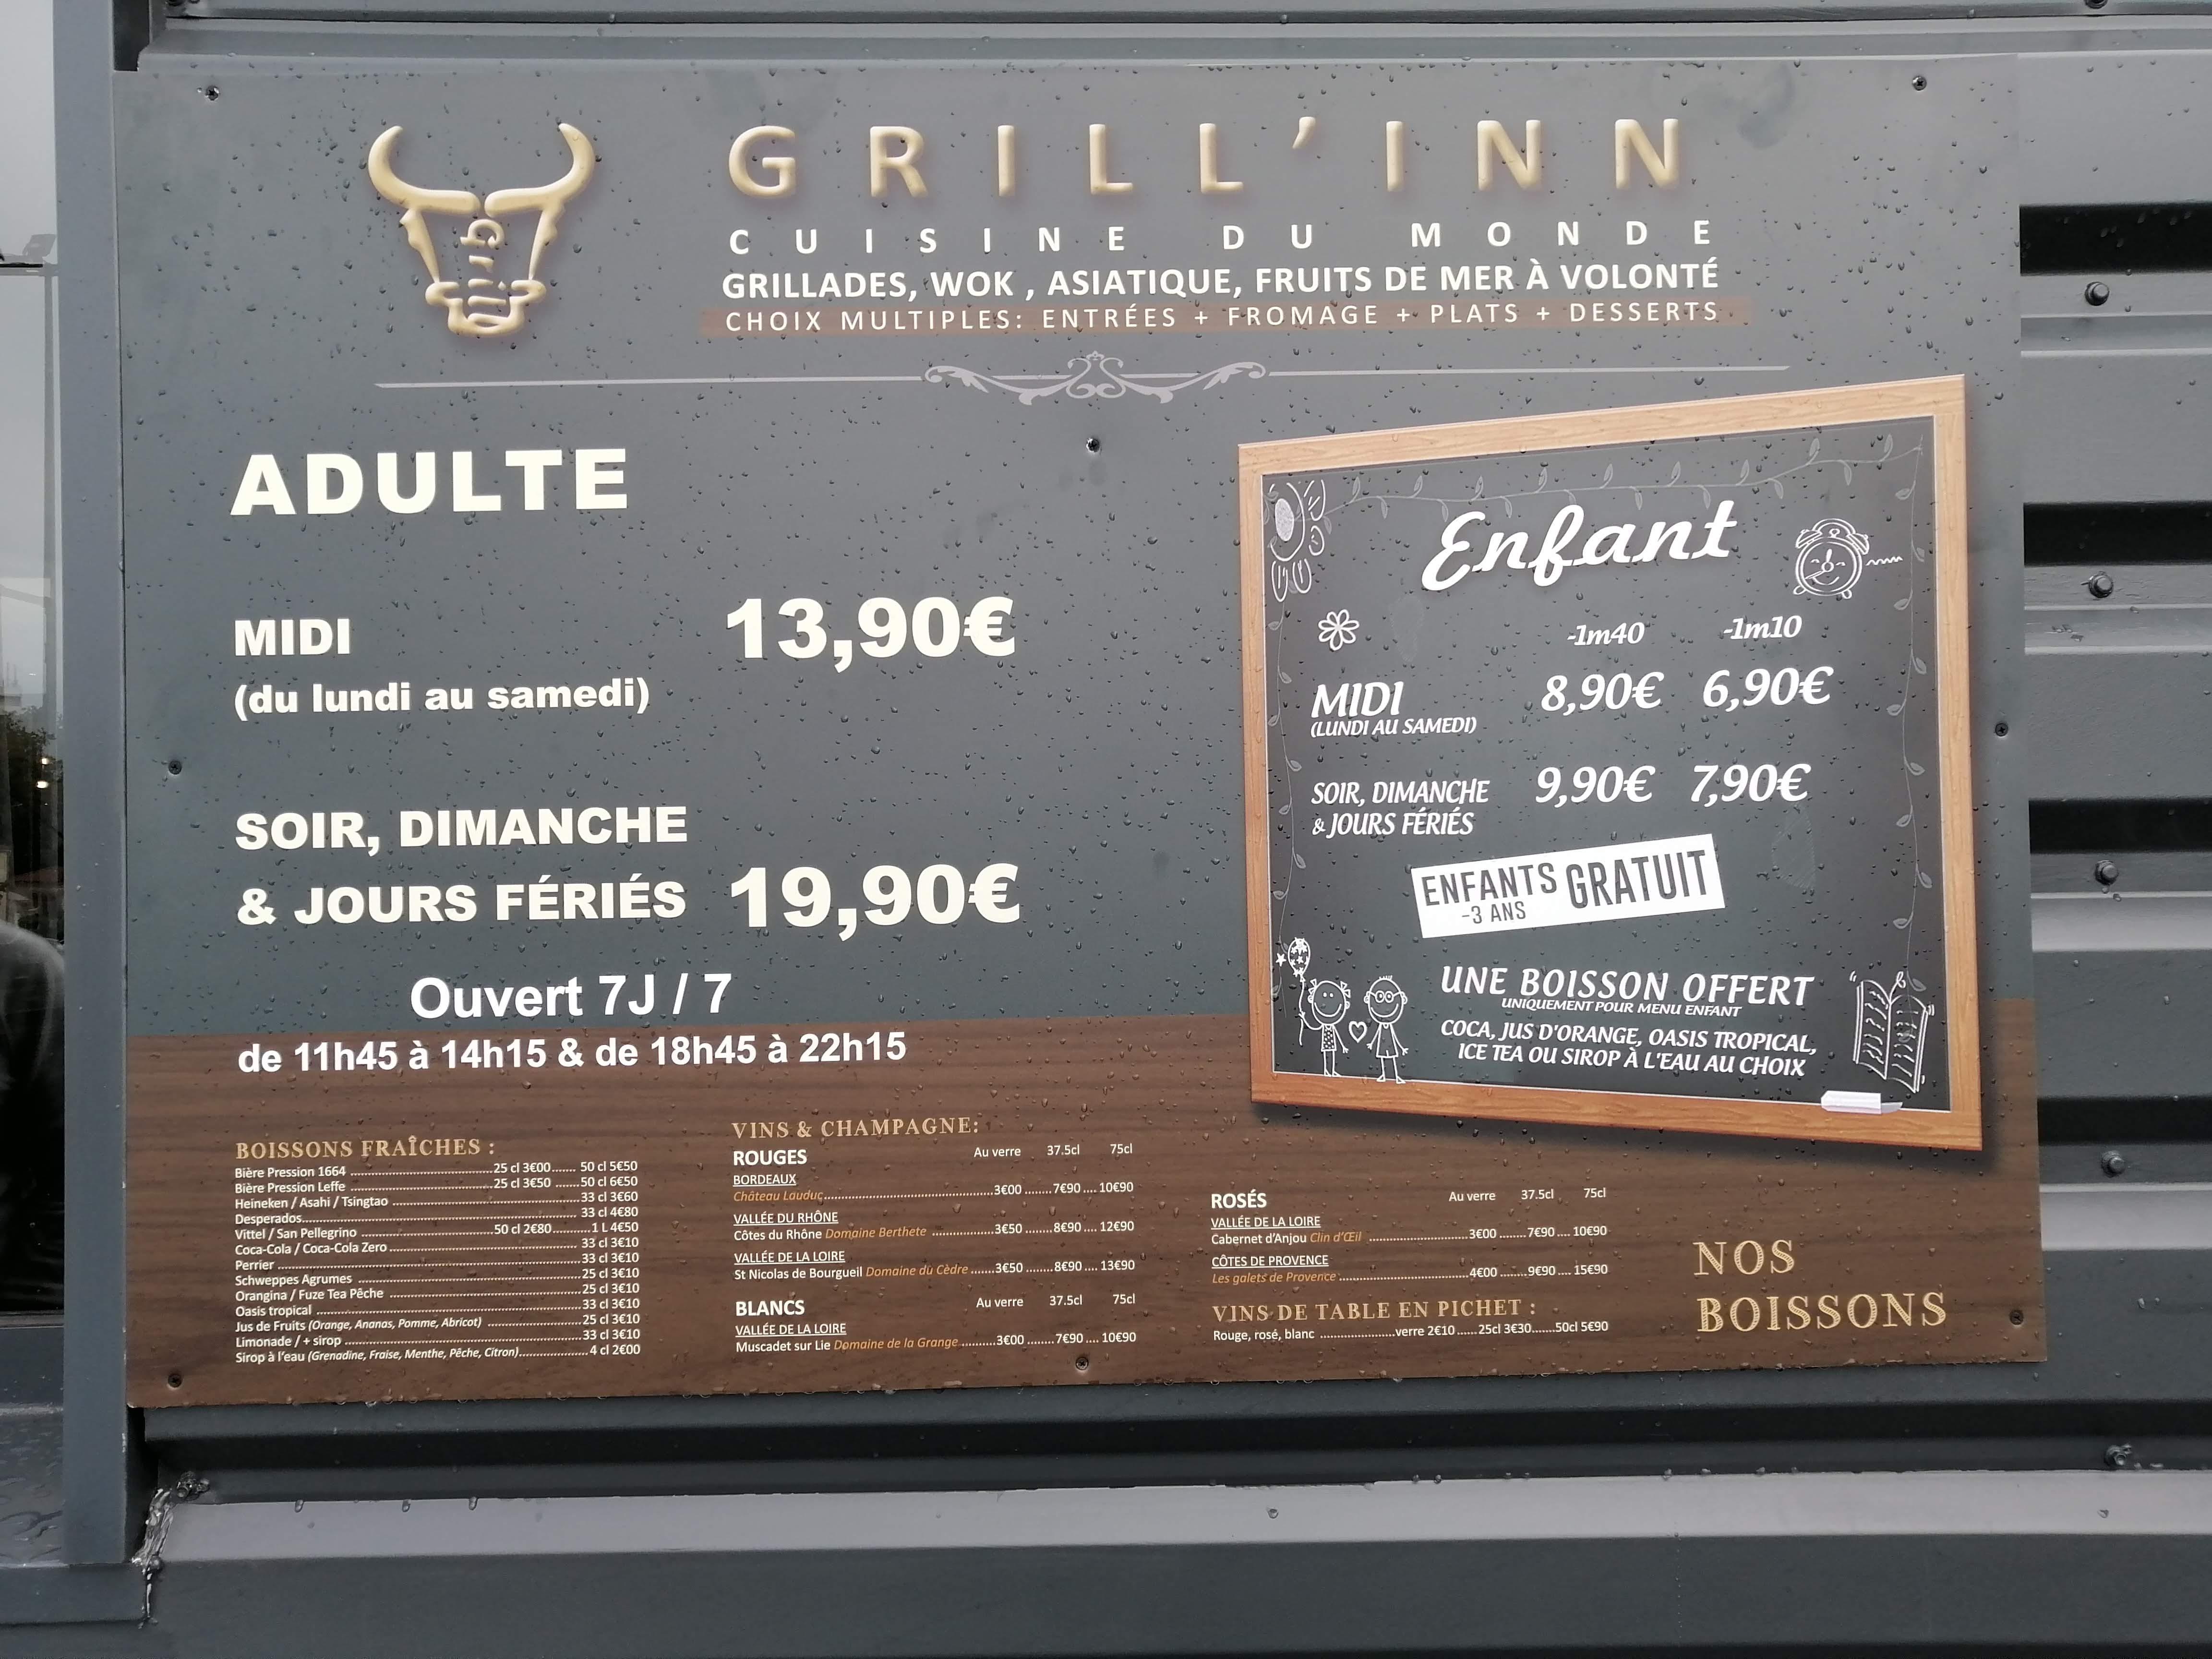 Grill
GRILL'INN
CUISINE DU MONDE
GRILLADES, WOK , ASIATIQUE, FRUITS DE MER À VOLONTÉ
CHOIX MULTIPLES: ENTRÉES + FROMAGE + PLATS + DESSERTS
ADULTE
MIDI 13,90€
(du lundi au samedi)
SOIR, DIMANCHE
& JOURS FÉRIÉS 19,90€
Ouvert 7J / 7
de 11h45 à 14h15 & de 18h45 à 22h15
Enfant
-1m40 -1m10
MIDI 8,90€ 6,90€
(LUNDI AU SAMEDI)
SOIR, DIMANCHE 9,90€ 7,90€
& JOURS FÉRIÉS
ENFANTS GRATUIT
-3 ANS
UNE BOISSON OFFERT
UNIQUEMENT POUR MENU ENFANT
COCA, JUS D'ORANGE, OASIS TROPICAL,
ICE TEA OU SIROP À L'EAU AU CHOIX
BOISSONS FRAÎCHES :
Bière Pression 1664 ........ 25 cl 3€00 ....... 50 cl 5€50
Bière Pression Leffe ........ 25 cl 3€50 ....... 50 cl 6€50
Heineken / Asahi / Tsingtao ........ 33 cl 3€60
Desperados........ 33 cl 4€80
Vittel / San Pellegrino ........ 50 cl 2€80 ........ 1 L 4€50
Coca-Cola / Coca-Cola Zero ........ 33 cl 3€10
Perrier ........ 33 cl 3€10
Schweppes Agrumes ........ 25 cl 3€10
Orangina / Fuze Tea Pêche ........ 25 cl 3€10
Oasis tropical ........ 33 cl 3€10
Jus de Fruits (Orange, Ananas, Pomme, Abricot) ........ 25 cl 3€10
Limonade / + sirop ........ 33 cl 3€10
Sirop à l'eau (Grenadine, Fraise, Menthe, Pêche, Citron)........ 4 cl 2€00
VINS & CHAMPAGNE:
ROUGES Au verre 37.5cl 75cl
BORDEAUX
Château Lauduc........3€00 ........7€90 .... 10€90
VALLÉE DU RHÔNE
Côtes du Rhône Domaine Berthete ........3€50 ........8€90 .... 12€90
VALLÉE DE LA LOIRE
St Nicolas de Bourgueil Domaine du Cèdre .......3€50 ........8€90 .... 13€90
BLANCS Au verre 37.5cl 75cl
VALLÉE DE LA LOIRE
Muscadet sur Lie Domaine de la Grange..........3€00 ........7€90 .... 10€90
ROSÉS Au verre 37.5cl 75cl
VALLÉE DE LA LOIRE
Cabernet d'Anjou Clin d'Œil ........3€00 ........7€90 .... 10€90
CÔTES DE PROVENCE
Les galets de Provence ........4€00 ........9€90 .... 15€90
VINS DE TABLE EN PICHET :
Rouge, rosé, blanc ........verre 2€10 ......25cl 3€30.......50cl 5€90
NOS
BOISSONS